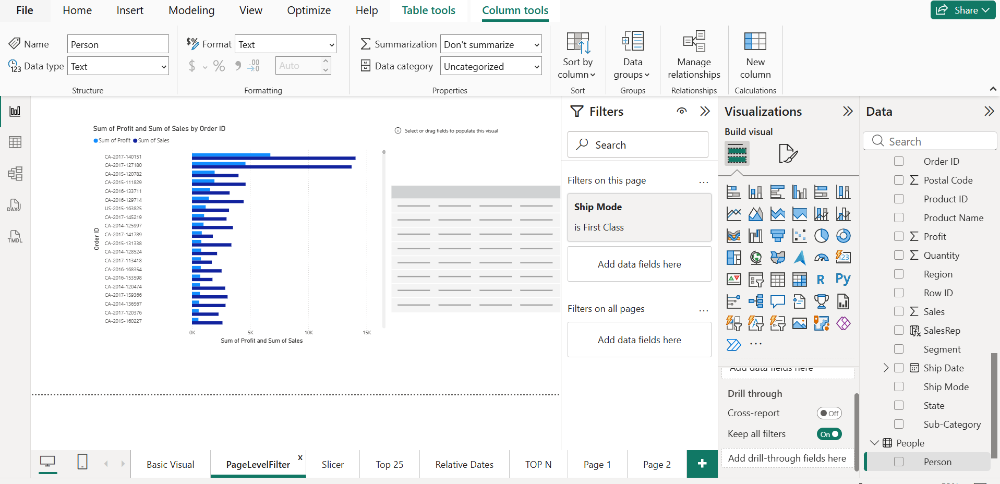 File
Home
Insert
Modeling
View
Optimize
Help
Table tools
Column tools
Share
Name
Person
Data type
Text
Structure
$% Format
Text
$ % 9 .00
Auto
Formatting
Summarization
Don't summarize
Data category
Uncategorized
Properties
Sort by
column
Sort
Data
groups
Groups
Manage
relationships
Relationships
New
column
Calculations
DAX
TMDL
Sum of Profit and Sum of Sales by Order ID
Sum of Profit Sum of Sales
Order ID
CA-2017-140151
CA-2017-127180
CA-2015-120782
CA-2015-111829
CA-2016-133711
CA-2016-129714
US-2015-163825
CA-2017-145219
CA-2014-125997
CA-2017-141789
CA-2015-131338
CA-2014-128524
CA-2017-113418
CA-2016-168354
CA-2016-153598
CA-2014-120474
CA-2017-159366
CA-2014-136567
CA-2017-120376
CA-2015-160227
0K 5K 10K 15K
Sum of Profit and Sum of Sales
Select or drag fields to populate this visual
Filters
Search
Filters on this page ...
Ship Mode
is First Class
Add data fields here
Filters on all pages ...
Add data fields here
Visualizations
Build visual
123
R
Py
...
Add data fields here
Drill through
Cross-report Off
Keep all filters On
Add drill-through fields here
Data
Search
Order ID
Postal Code
Product ID
Product Name
Profit
Quantity
Region
Row ID
Sales
SalesRep
Segment
Ship Date
Ship Mode
State
Sub-Category
People
Person
Basic Visual
PageLevelFilter x
Slicer
Top 25
Relative Dates
TOP N
Page 1
Page 2
+